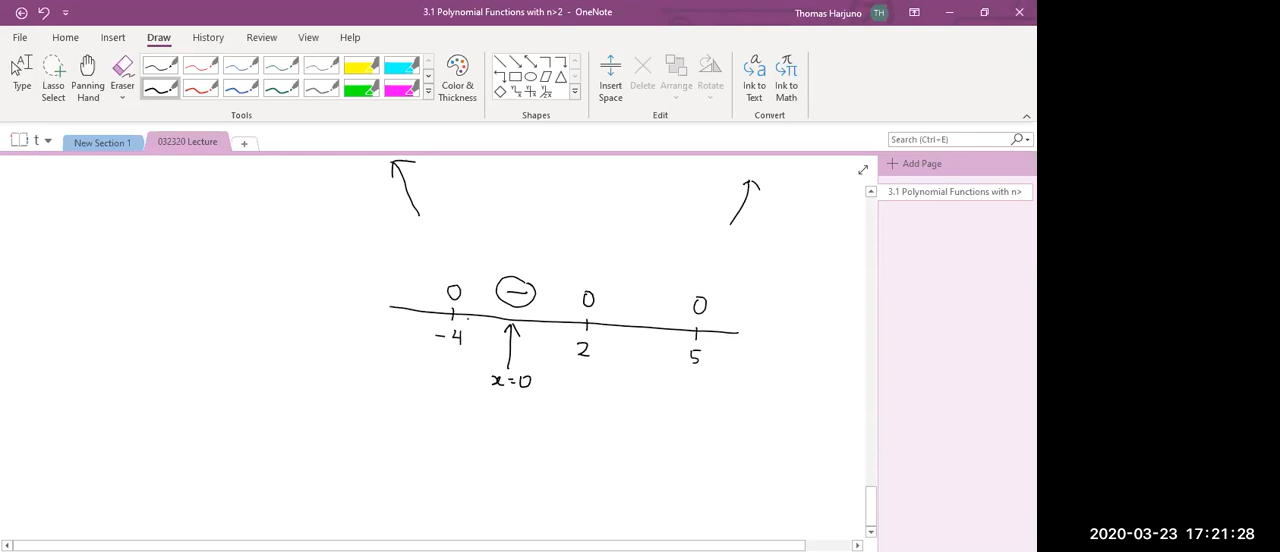 3.1 Polynomial Functions with n>2 - OneNote
Thomas Harjuno TH
File Home Insert Draw History Review View Help
Type Lasso Select Panning Hand Eraser Color & Thickness Insert Space Delete Arrange Rotate Ink to Text Ink to Math
Tools Shapes Edit Convert
t New Section 1 032320 Lecture + Search (Ctrl+E)
Add Page
3.1 Polynomial Functions with n>
0 − 0 0
-4 2 5
x=0
2020-03-23 17:21:28